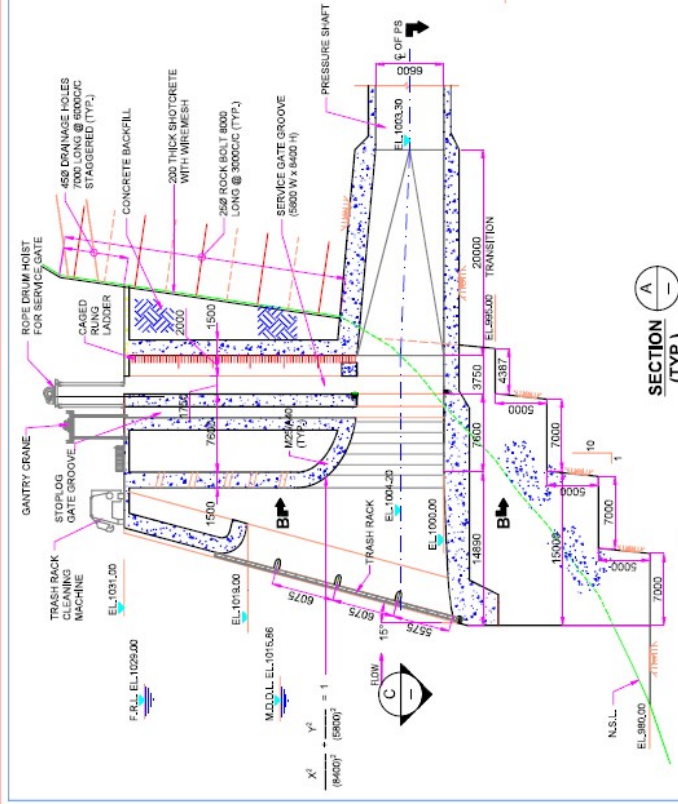 ROPE DRUM HOIST
FOR SERVICE GATE
GANTRY CRANE
STOPLOG
GATE GROOVE
TRASH RACK
CLEANING
MACHINE
CAGED
RUNG
LADDER
45Ø DRAINAGE HOLES
7000 LONG @ 6000C/C
STAGGERED (TYP.)
CONCRETE BACKFILL
200 THICK SHOTCRETE
WITH WIREMESH
25Ø ROCK BOLT 8000
LONG @ 3000C/C (TYP.)
SERVICE GATE GROOVE
(5800 W x 8400 H)
PRESSURE SHAFT
EL.1031.00
F.R.L. EL.1029.00
EL.1019.00
M.D.D.L. EL.1015.86
X² / (8400)² + Y² / (5800)² = 1
1500
7600
1750
2000
1500
M25A40
(TYP.)
B
B
6075
6075
5575
15°
TRASH RACK
FLOW
C
EL.1004.20
EL.1000.00
EL.1003.30
℄ OF PS
6600
14890
7600
3750
20000
TRANSITION
EL.995.00
4387
5000
7000
5000
7000
5000
7000
15000
10
1
N.S.L.
EL.980.00
SECTION A
(TYP.)